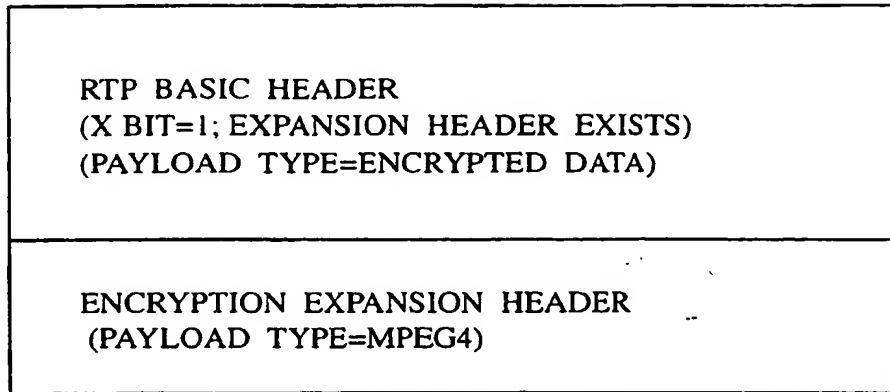 RTP BASIC HEADER
(X BIT=1; EXPANSION HEADER EXISTS)
(PAYLOAD TYPE=ENCRYPTED DATA)
ENCRYPTION EXPANSION HEADER
(PAYLOAD TYPE=MPEG4)